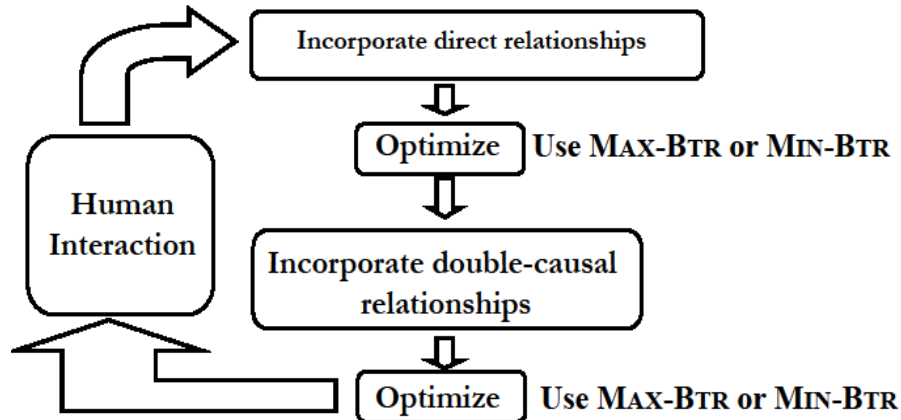 Incorporate direct relationships
Optimize
Use MAX-BTR or MIN-BTR
Human
Interaction
Incorporate double-causal
relationships
Optimize
Use MAX-BTR or MIN-BTR